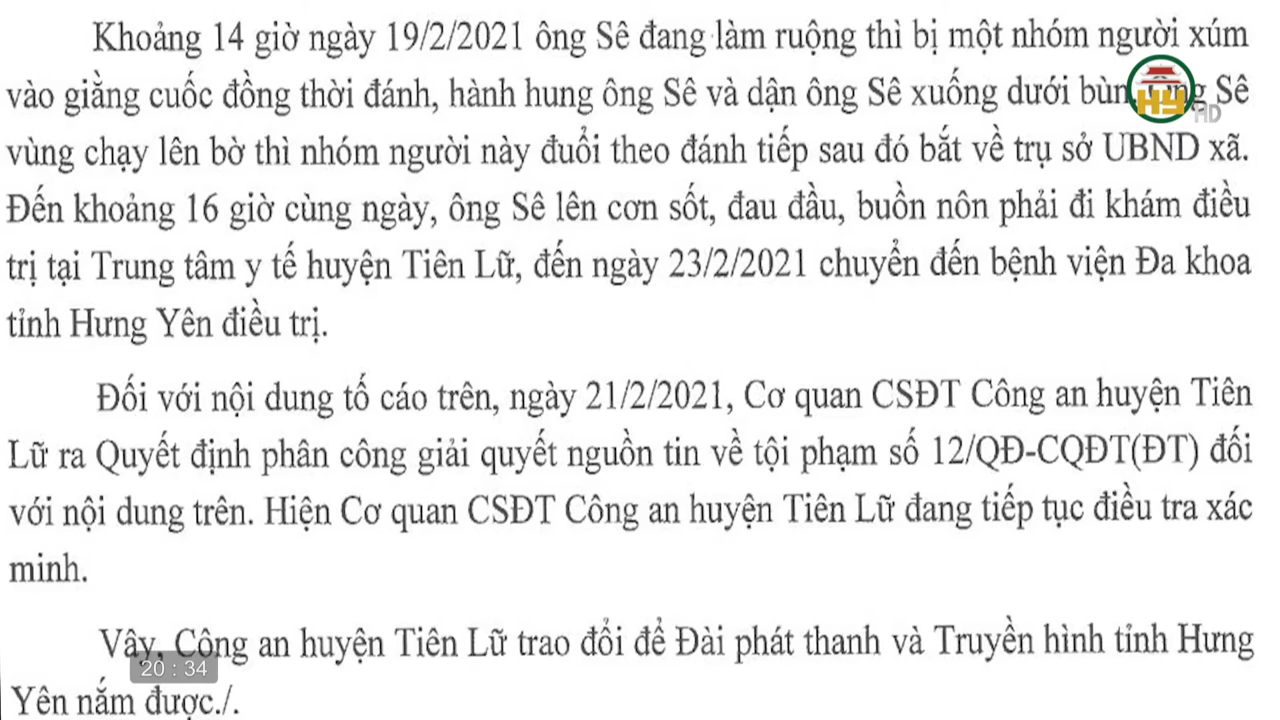 Khoảng 14 giờ ngày 19/2/2021 ông Sê đang làm ruộng thì bị một nhóm người xúm
vào giằng cuốc đồng thời đánh, hành hung ông Sê và dận ông Sê xuống dưới bùn. Ông Sê
vùng chạy lên bờ thì nhóm người này đuổi theo đánh tiếp sau đó bắt về trụ sở UBND xã.
Đến khoảng 16 giờ cùng ngày, ông Sê lên cơn sốt, đau đầu, buồn nôn phải đi khám điều
trị tại Trung tâm y tế huyện Tiên Lữ, đến ngày 23/2/2021 chuyển đến bệnh viện Đa khoa
tỉnh Hưng Yên điều trị.
Đối với nội dung tố cáo trên, ngày 21/2/2021, Cơ quan CSĐT Công an huyện Tiên
Lữ ra Quyết định phân công giải quyết nguồn tin về tội phạm số 12/QĐ-CQĐT(ĐT) đối
với nội dung trên. Hiện Cơ quan CSĐT Công an huyện Tiên Lữ đang tiếp tục điều tra xác
minh.
Vậy, Công an huyện Tiên Lữ trao đổi để Đài phát thanh và Truyền hình tỉnh Hưng
Yên nắm được./.
HY HD
20 : 34